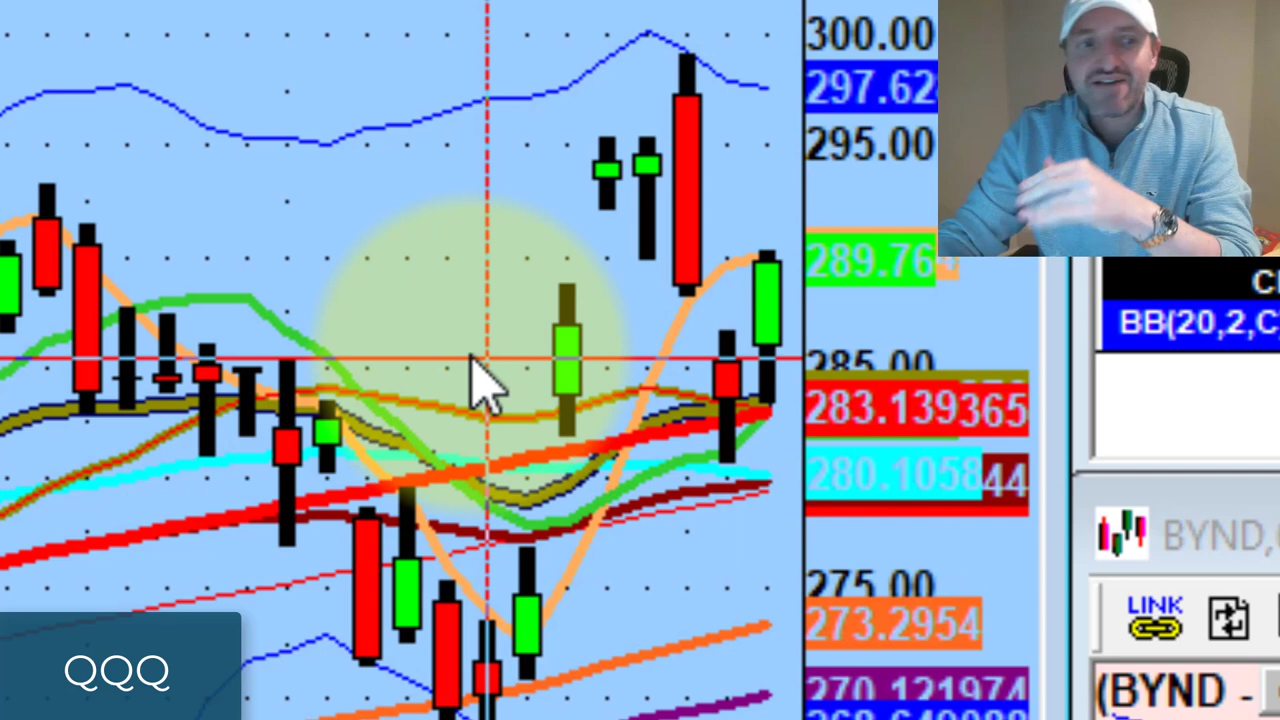 300.00
297.62
295.00
289.76
285.00
283.139365
280.105844
275.00
273.2954
270.121974
BB(20,2,C,
BYND,
LINK
(BYND -
QQQ